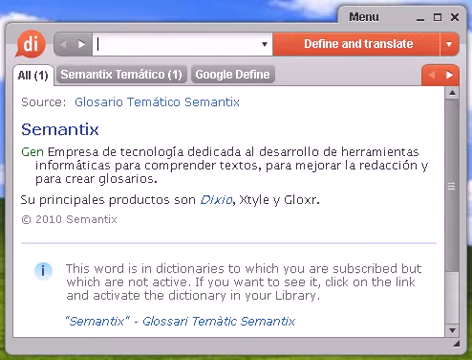 Menu
di
Define and translate
All (1)
Semantix Temático (1)
Google Define
Source: Glosario Temático Semantix
Semantix
Gen Empresa de tecnología dedicada al desarrollo de herramientas
informáticas para comprender textos, para mejorar la redacción y
para crear glosarios.
Su principales productos son Dixio, Xtyle y Gloxr.
© 2010 Semantix
This word is in dictionaries to which you are subscribed but
which are not active. If you want to see it, click on the link
and activate the dictionary in your Library.
"Semantix" - Glossari Temàtic Semantix